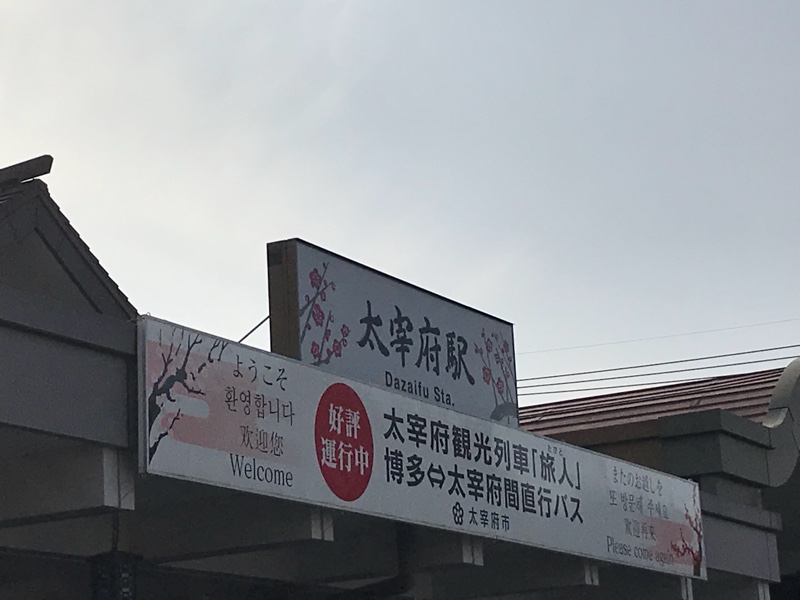 太宰府駅
Dazaifu Sta.
ようこそ
환영합니다
欢迎您
Welcome
好評
運行中
太宰府観光列車「旅人」
たびと
博多⇔太宰府間直行バス
太宰府市
またのお越しを
또 방문해 주세요
欢迎再来
Please come again